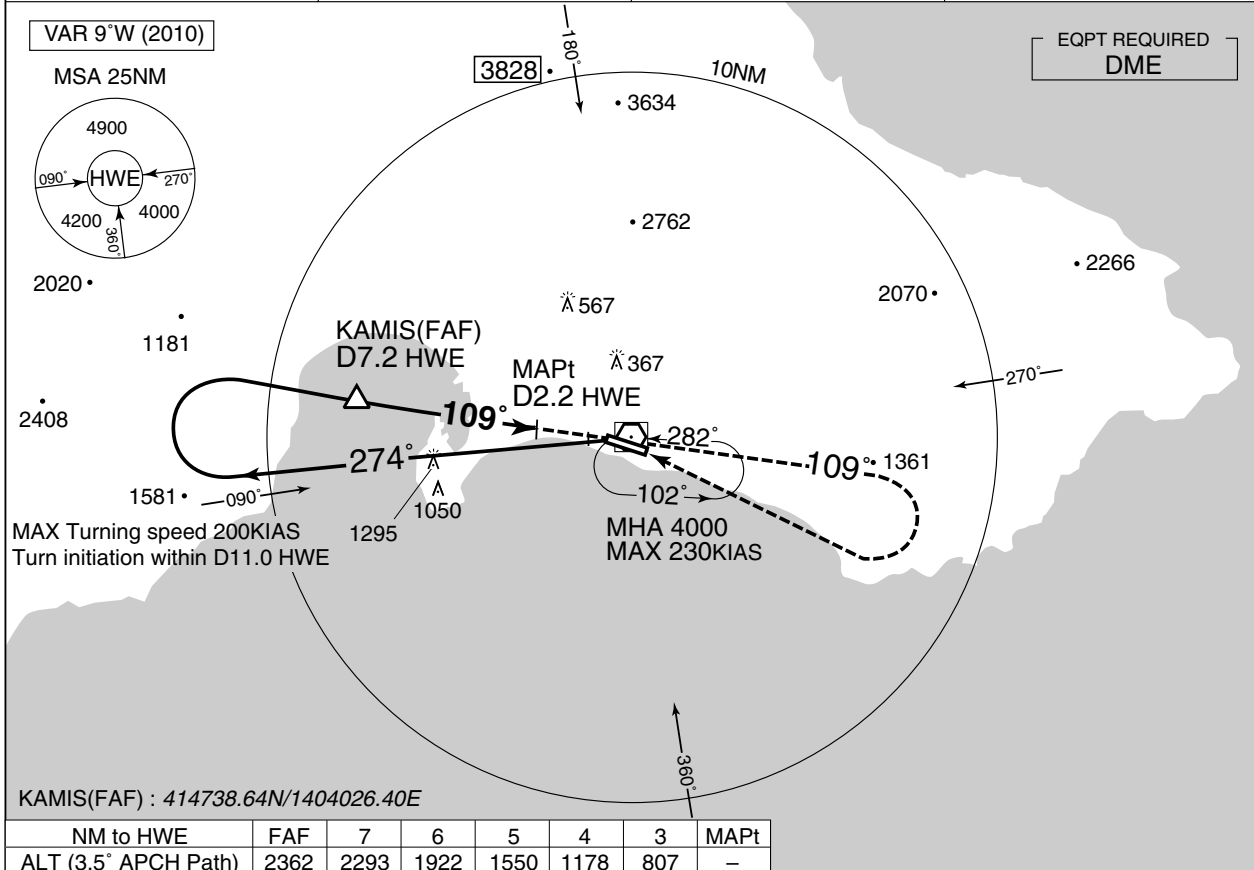 VAR 9°W (2010)
MSA 25NM
4900
090°
HWE
270°
4200
4000
360°
EQPT REQUIRED
DME
180°
3828
10NM
3634
2762
2266
2020
2070
567
1181
KAMIS(FAF)
D7.2 HWE
367
MAPt
D2.2 HWE
270°
2408
109°
282°
274°
109°
1361
1581
090°
102°
1050
1295
MAX Turning speed 200KIAS
Turn initiation within D11.0 HWE
MHA 4000
MAX 230KIAS
360°
KAMIS(FAF) : 414738.64N/1404026.40E
NM to HWE FAF 7 6 5 4 3 MAPt
ALT (3.5° APCH Path) 2362 2293 1922 1550 1178 807 –